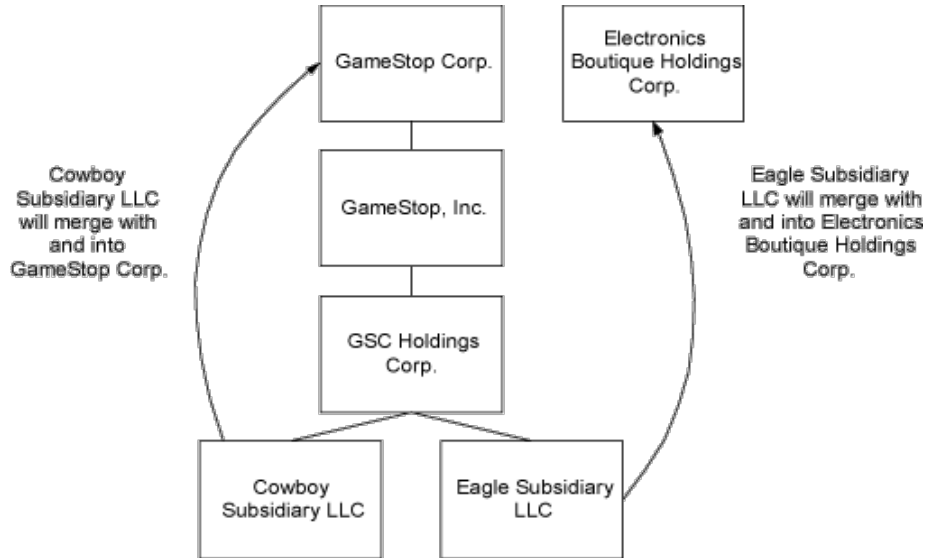 GameStop Corp.
Electronics
Boutique Holdings
Corp.
Cowboy
Subsidiary LLC
will merge with
and into
GameStop Corp.
GameStop, Inc.
Eagle Subsidiary
LLC will merge with
and into Electronics
Boutique Holdings
Corp.
GSC Holdings
Corp.
Cowboy
Subsidiary LLC
Eagle Subsidiary
LLC